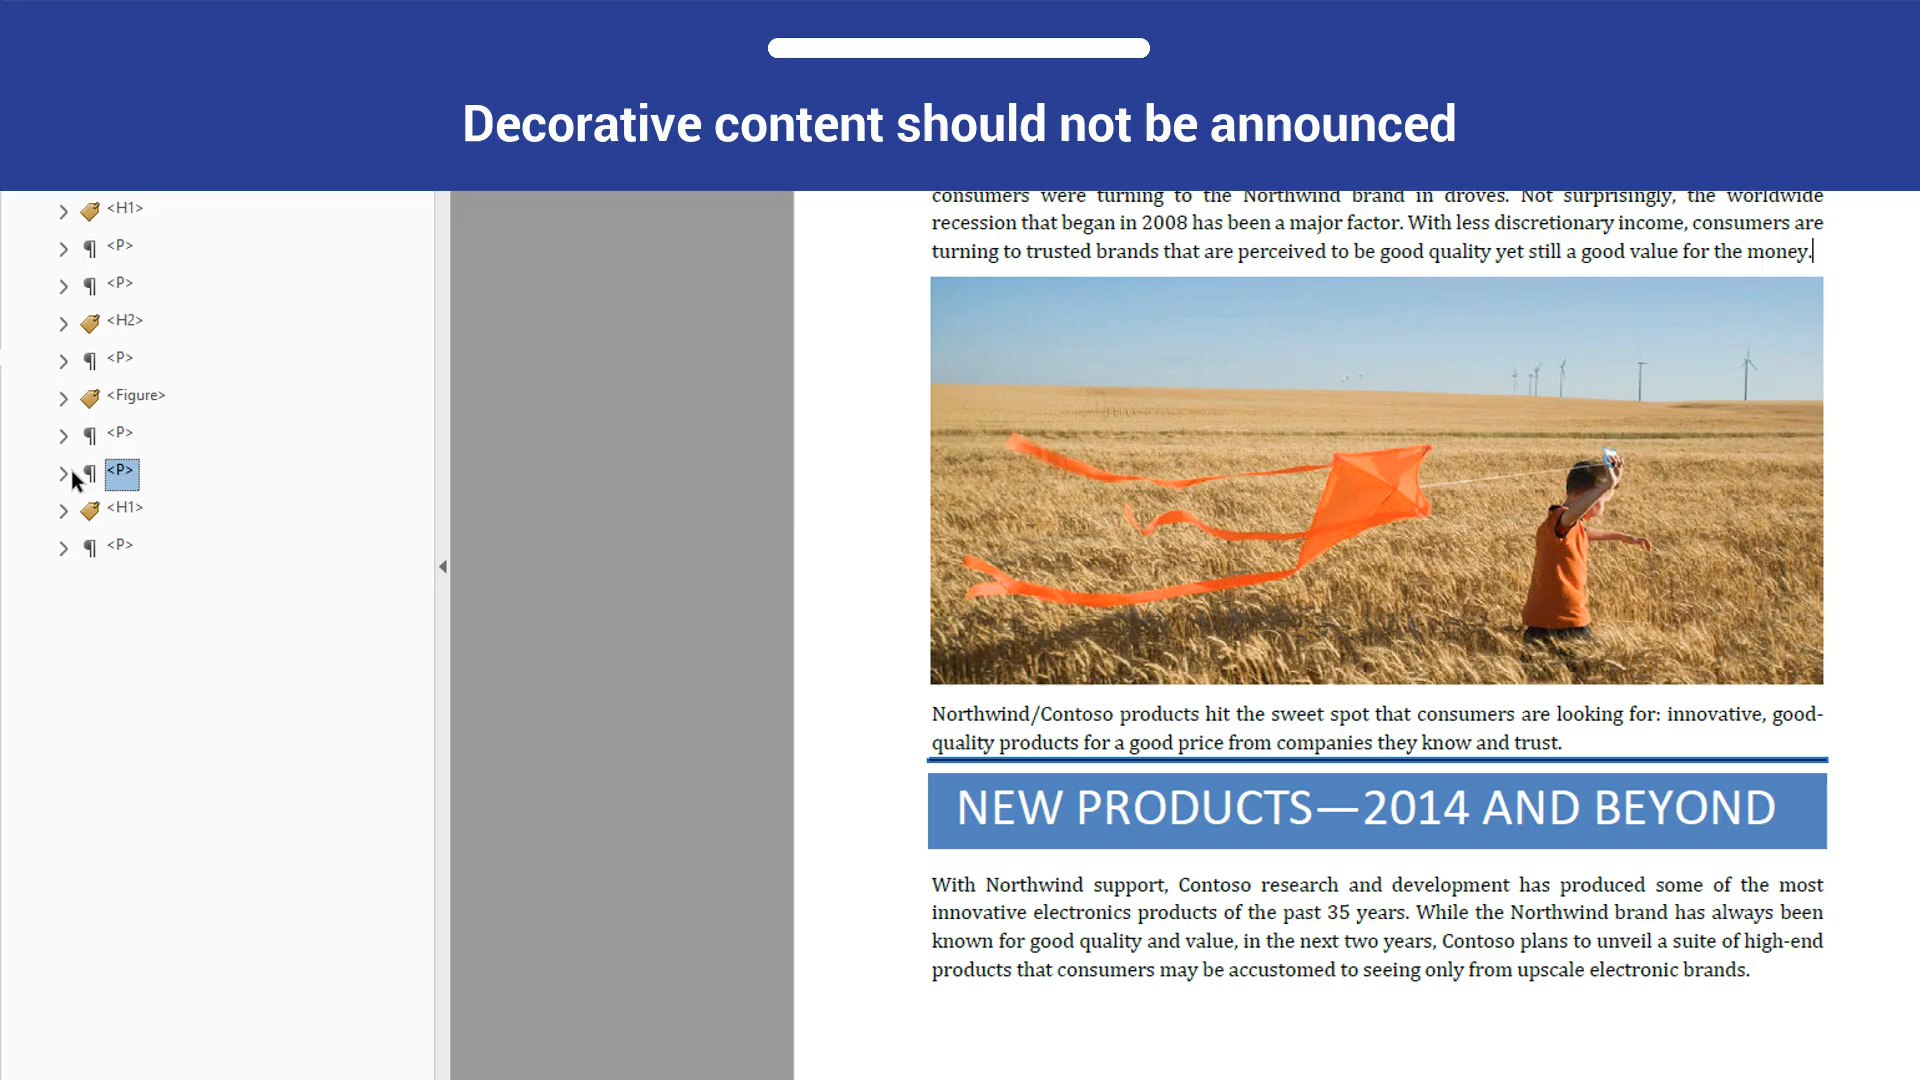 Decorative content should not be announced
<H1>
<P>
<P>
<H2>
<P>
<Figure>
<P>
<P>
<H1>
<P>
consumers were turning to the Northwind brand in droves. Not surprisingly, the worldwide
recession that began in 2008 has been a major factor. With less discretionary income, consumers are
turning to trusted brands that are perceived to be good quality yet still a good value for the money.
Northwind/Contoso products hit the sweet spot that consumers are looking for: innovative, good-
quality products for a good price from companies they know and trust.
NEW PRODUCTS—2014 AND BEYOND
With Northwind support, Contoso research and development has produced some of the most
innovative electronics products of the past 35 years. While the Northwind brand has always been
known for good quality and value, in the next two years, Contoso plans to unveil a suite of high-end
products that consumers may be accustomed to seeing only from upscale electronic brands.